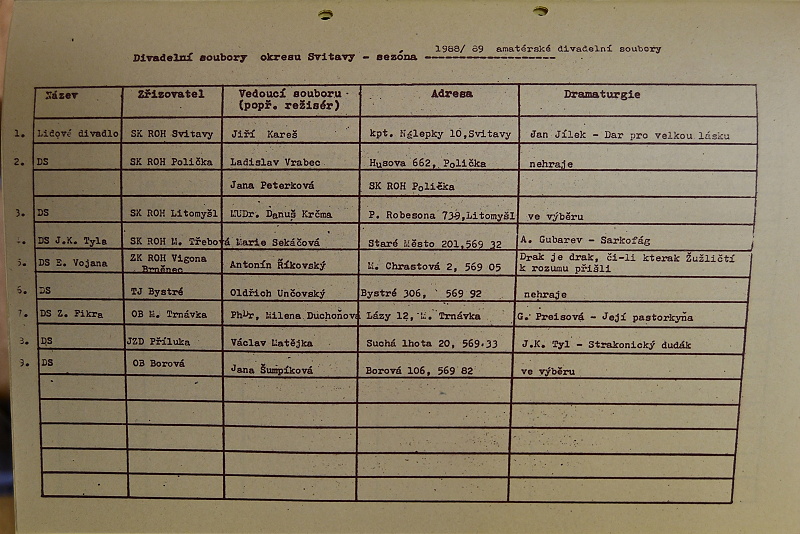 1988/ 89 amatérské divadelní soubory
Divadelní soubory okresu Svitavy - sezóna
Název Zřizovatel Vedoucí souboru Adresa Dramaturgie
(popř. režisér)
1. Lidové divadlo SK ROH Svitavy Jiří Kareš kpt. Nálepky 10,Svitavy Jan Jílek - Dar pro velkou lásku
2. DS SK ROH Polička Ladislav Vrabec Husova 662, Polička nehraje
Jana Peterková SK ROH Polička
3. DS SK ROH Litomyšl MUDr. Danuš Krčma P. Robesona 739,Litomyšl ve výběru
4. DS J.K. Tyla SK ROH M. Třebová Marie Sekáčová Staré Město 201,569 32 A. Gubarev - Sarkofág
5. DS E. Vojana ZK ROH Vigona Brněnec Antonín Říkovský M. Chrastová 2, 569 05 Drak je drak, či-li kterak Žužličtí
k rozumu přišli
6. DS TJ Bystré Oldřich Unčovský Bystré 306, 569 92 nehraje
7. DS Z. Fikra OB M. Trnávka PhDr, Milena Duchoňová Lázy 12, M. Trnávka G. Preisová - Její pastorkyňa
8. DS JZD Příluka Václav Matějka Suchá lhota 20, 569.33 J.K. Tyl - Strakonický dudák
9. DS OB Borová Jana Šumpíková Borová 106, 569 82 ve výběru